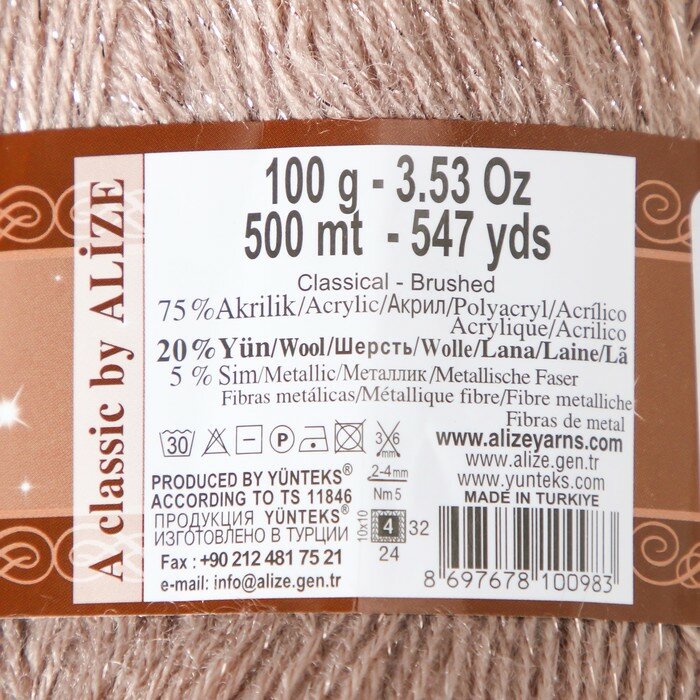 A classic by ALİZE
100 g - 3.53 Oz
500 mt - 547 yds
Classical - Brushed
75 % Akrilik/Acrylic/Акрил/Polyacryl/Acrílico
Acrylique/Acrilico
20 % Yün/Wool/Шерсть/Wolle/Lana/Laine/Lã
5 % Sim/Metallic/Металлик/Metallische Faser
Fibras metálicas/Métallique fibre/Fibre metalliche
Fibras de metal
30
P
3 6
mm
2-4 mm
Nm 5
www.alizeyarns.com
www.alize.gen.tr
www.yunteks.com
MADE IN TURKIYE
PRODUCED BY YÜNTEKS®
ACCORDING TO TS 11846
ПРОДУКЦИЯ YÜNTEKS®
ИЗГОТОВЛЕНО В ТУРЦИИ
Fax : +90 212 481 75 21
e-mail: info@alize.gen.tr
10x10
4
32
24
8 697678 100983